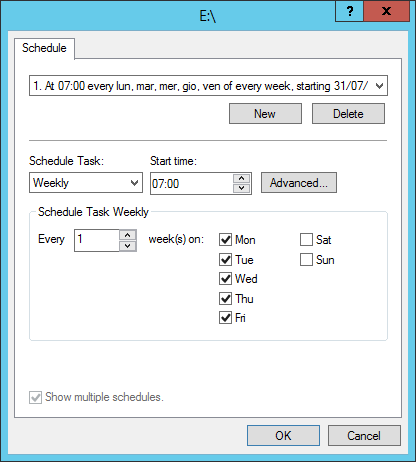 E:\
?
x
Schedule
1. At 07:00 every lun, mar, mer, gio, ven of every week, starting 31/07/
New
Delete
Schedule Task:
Start time:
Weekly
07:00
Advanced...
Schedule Task Weekly
Every
1
week(s) on:
Mon
Sat
Tue
Sun
Wed
Thu
Fri
Show multiple schedules.
OK
Cancel